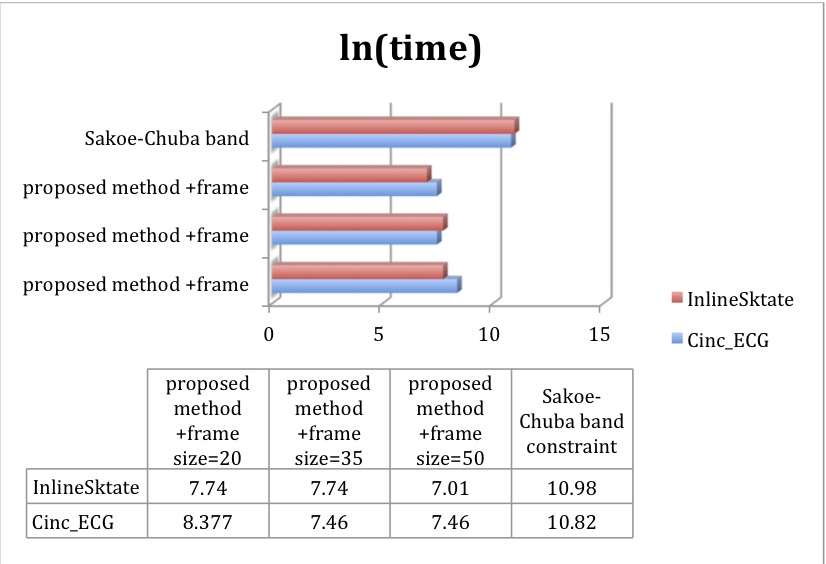 ln(time)
Sakoe-Chuba band
proposed method +frame
proposed method +frame
proposed method +frame
0 5 10 15
InlineSktate
Cinc_ECG
proposed method +frame size=20
proposed method +frame size=35
proposed method +frame size=50
Sakoe-Chuba band constraint
InlineSktate 7.74 7.74 7.01 10.98
Cinc_ECG 8.377 7.46 7.46 10.82